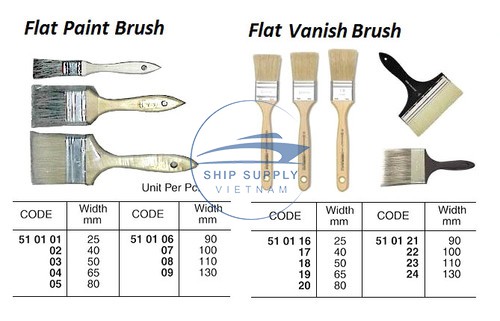 Flat Paint Brush
Flat Vanish Brush
SHIP SUPPLY
VIETNAM
Unit Per Pc.
CODE Width mm CODE Width mm
51 01 01 25 51 01 06 90
02 40 07 100
03 50 08 110
04 65 09 130
05 80
CODE Width mm CODE Width mm
51 01 16 25 51 01 21 90
17 40 22 100
18 50 23 110
19 65 24 130
20 80